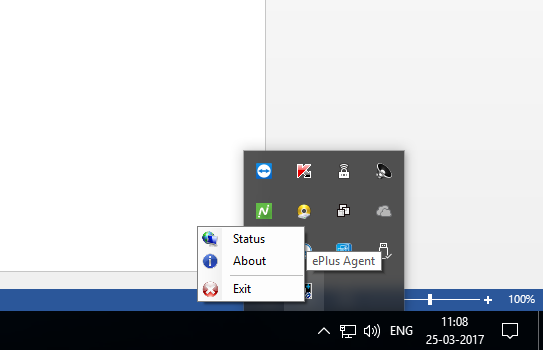 Status
About
ePlus Agent
Exit
100%
ENG
11:08
25-03-2017